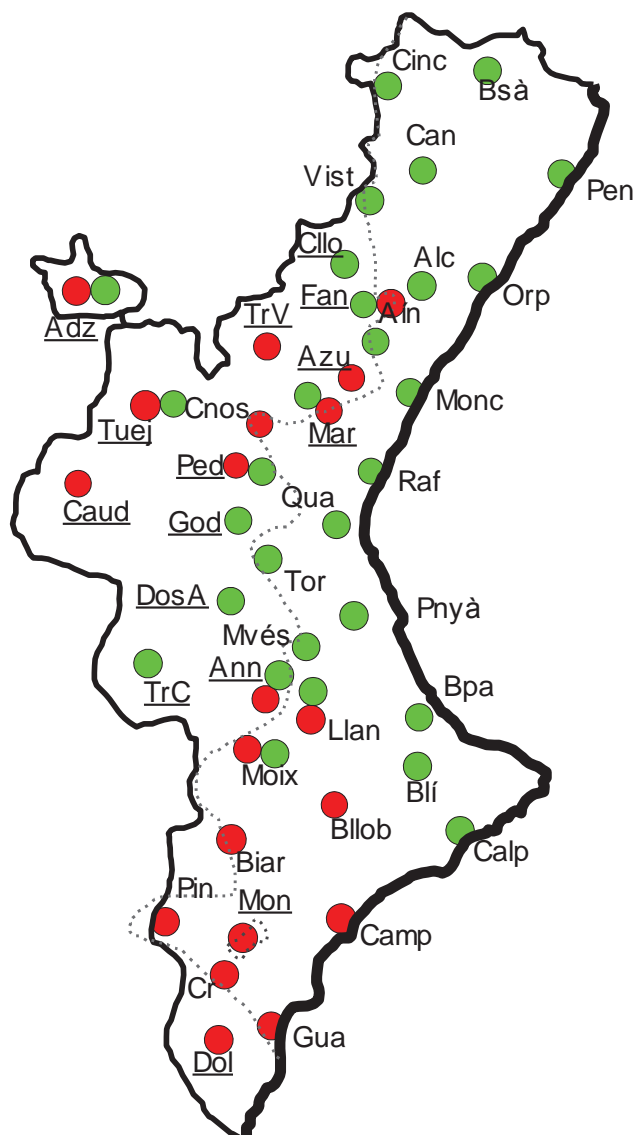 Cinc
Bsà
Can
Pen
Vist
Cllo
Alc
Orp
Fan
Aín
Adz
TrV
Azu
Monc
Cnos
Tuej
Mar
Ped
Raf
Caud
Qua
God
Tor
DosA
Pnyà
Mvés
Ann
TrC
Bpa
Llan
Moix
Blí
Bllob
Calp
Biar
Pin
Mon
Camp
Cr
Gua
Dol